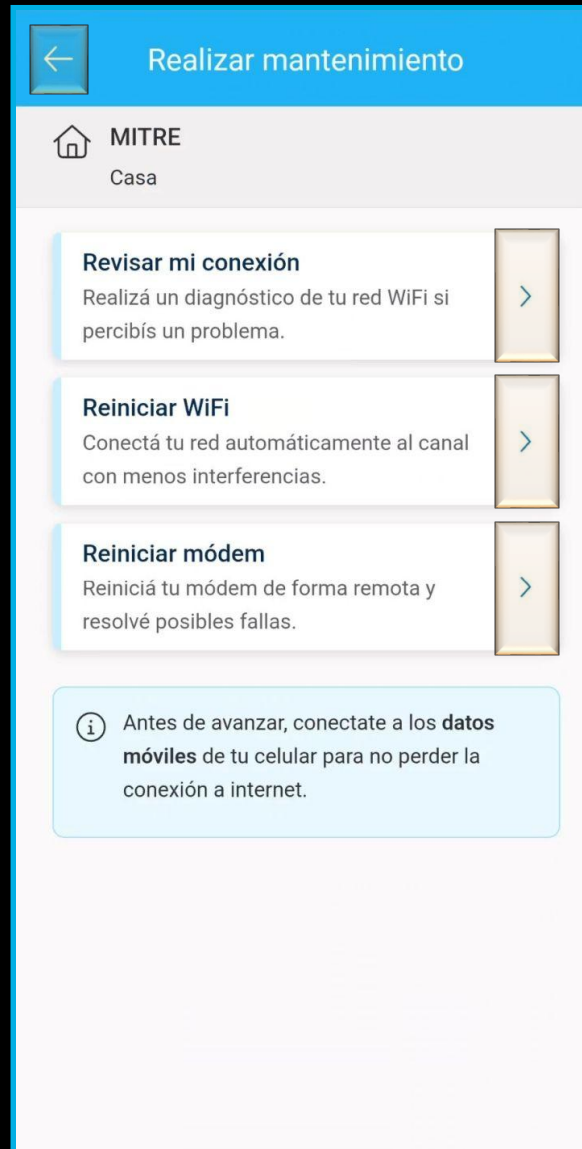 Realizar mantenimiento
MITRE
Casa
Revisar mi conexión
Realizá un diagnóstico de tu red WiFi si
percibís un problema.
Reiniciar WiFi
Conectá tu red automáticamente al canal
con menos interferencias.
Reiniciar módem
Reiniciá tu módem de forma remota y
resolvé posibles fallas.
Antes de avanzar, conectate a los datos
móviles de tu celular para no perder la
conexión a internet.